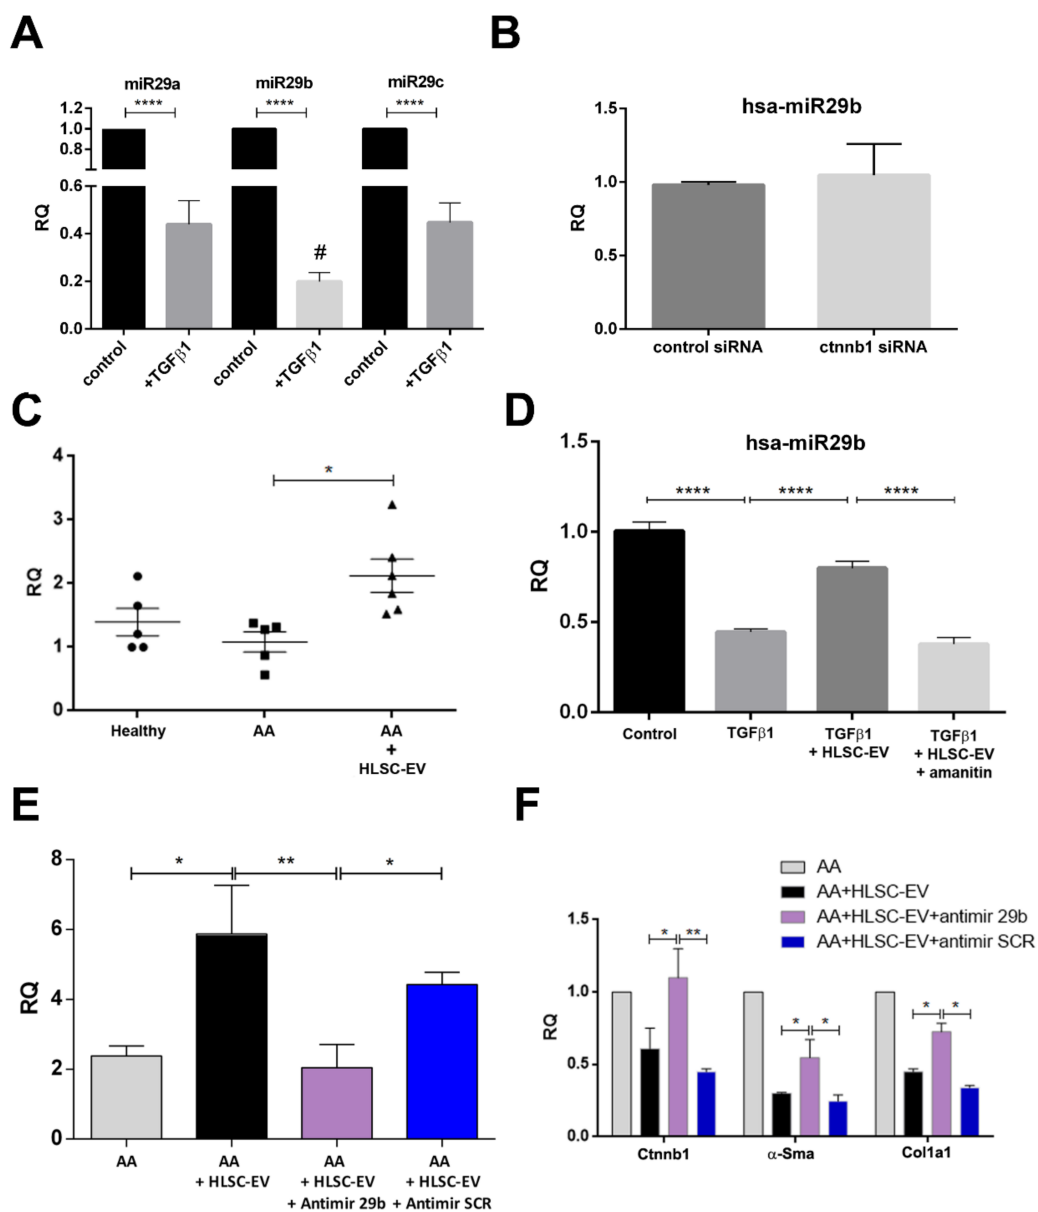 A
miR29a miR29b miR29c
**** **** ****
1.2
1.0
0.8
0.6
0.4
0.2
0.0
RQ
#
control +TGFβ1 control +TGFβ1 control +TGFβ1
B
hsa-miR29b
1.5
1.0
0.5
0.0
RQ
control siRNA ctnnb1 siRNA
C
4
3
2
1
0
RQ
*
Healthy AA AA
+
HLSC-EV
D
hsa-miR29b
1.5
1.0
0.5
0.0
RQ
**** **** ****
Control TGFβ1 TGFβ1 TGFβ1
+ HLSC-EV + HLSC-EV
+ amanitin
E
8
6
4
2
0
RQ
* ** *
AA AA AA AA
+ HLSC-EV + HLSC-EV + HLSC-EV
+ Antimir 29b + Antimir SCR
F
AA
AA+HLSC-EV
AA+HLSC-EV+antimir 29b
AA+HLSC-EV+antimir SCR
1.5
1.0
0.5
0.0
RQ
* **
* *
* *
Ctnnb1 α-Sma Col1a1